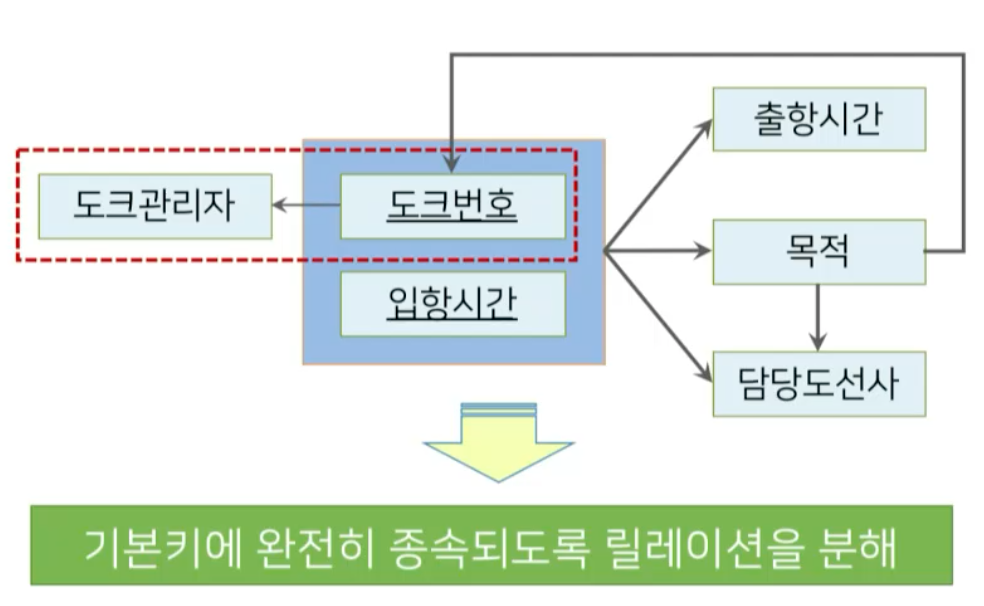 출항시간
도크관리자
도크번호
목적
입항시간
담당도선사
기본키에 완전히 종속되도록 릴레이션을 분해